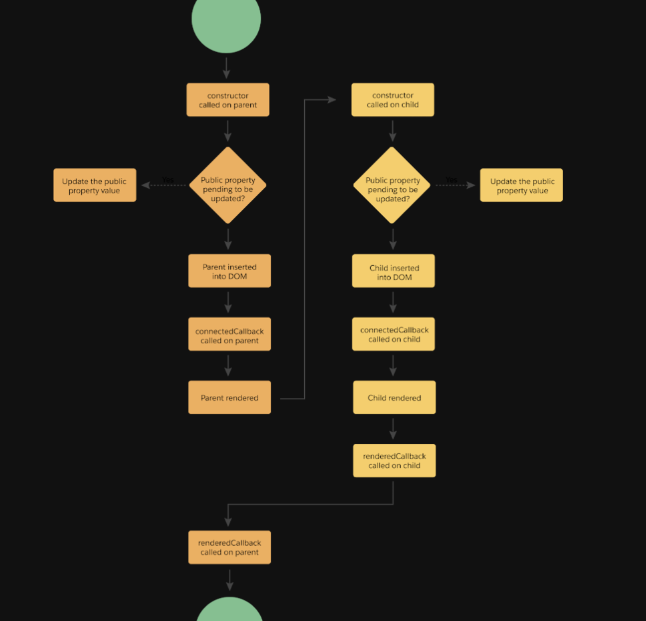 constructor
called on parent
Public property
pending to be
updated?
Update the public
property value
Parent inserted
into DOM
connectedCallback
called on parent
Parent rendered
constructor
called on child
Public property
pending to be
updated?
Update the public
property value
Child inserted
into DOM
connectedCallback
called on child
Child rendered
renderedCallback
called on child
renderedCallback
called on parent